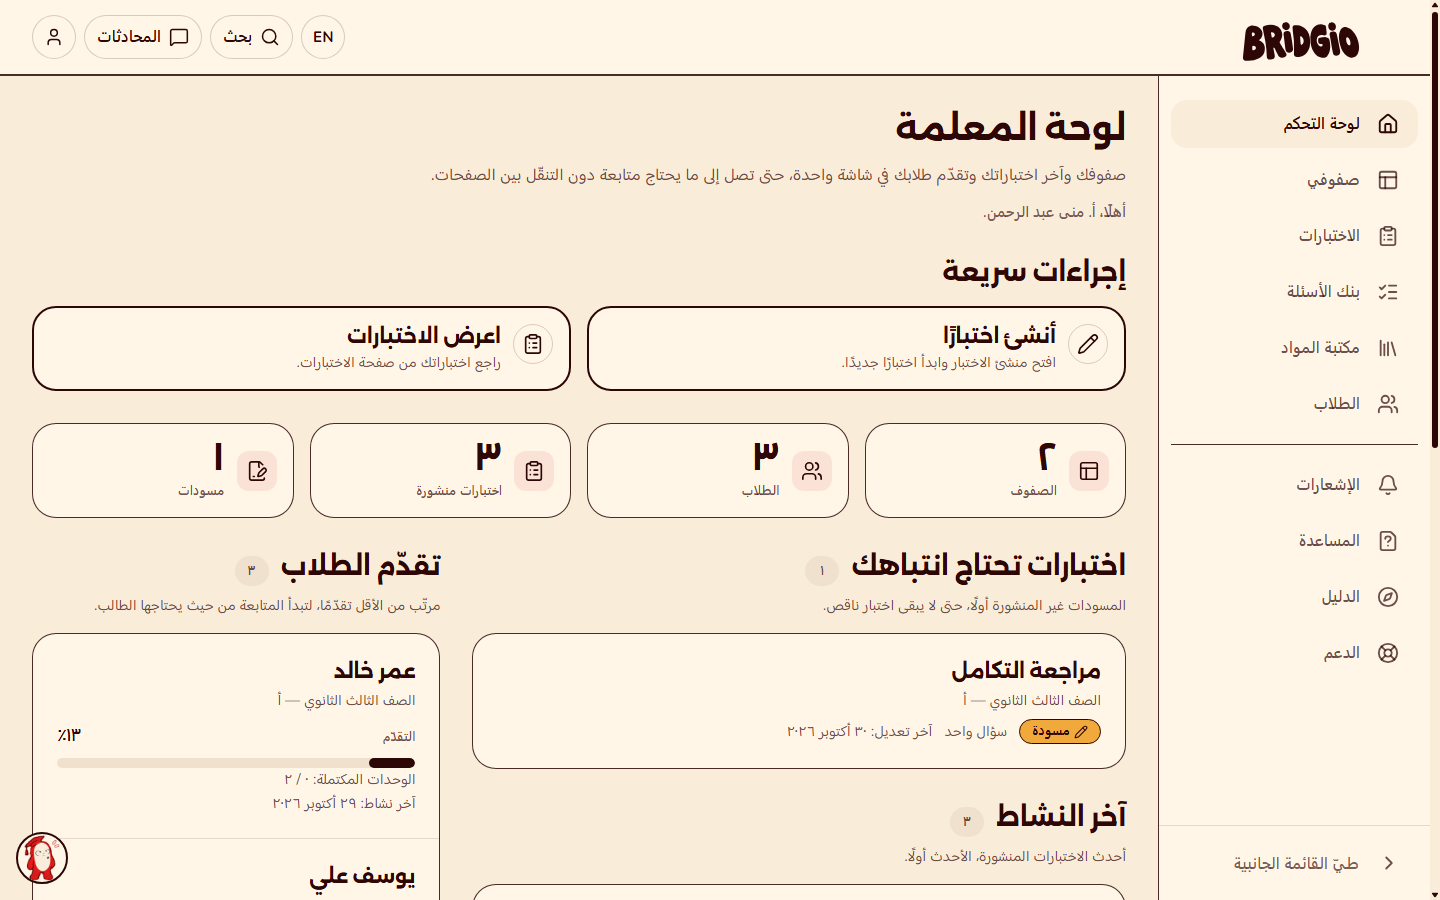 BRiDGiO
EN
بحث
المحادثات
لوحة التحكم
صفوفي
الاختبارات
بنك الأسئلة
مكتبة المواد
الطلاب
الإشعارات
المساعدة
الدليل
الدعم
طيّ القائمة الجانبية
لوحة المعلمة
صفوفك وآخر اختباراتك وتقدّم طلابك في شاشة واحدة، حتى تصل إلى ما يحتاج متابعة دون التنقّل بين الصفحات.
أهلًا، أ. منى عبد الرحمن.
إجراءات سريعة
أنشئ اختبارًا
افتح منشئ الاختبار وابدأ اختبارًا جديدًا.
اعرض الاختبارات
راجع اختباراتك من صفحة الاختبارات.
٢
الصفوف
٣
الطلاب
٣
اختبارات منشورة
١
مسودات
اختبارات تحتاج انتباهك ١
المسودات غير المنشورة أولًا، حتى لا يبقى اختبار ناقص.
مراجعة التكامل
الصف الثالث الثانوي — أ
مسودة سؤال واحد آخر تعديل: ٣٠ أكتوبر ٢٠٢٦
آخر النشاط ٣
أحدث الاختبارات المنشورة، الأحدث أولًا.
تقدّم الطلاب ٣
مرتّب من الأقل تقدّمًا، لتبدأ المتابعة من حيث يحتاجها الطالب.
عمر خالد
الصف الثالث الثانوي — أ
التقدّم ١٣٪
الوحدات المكتملة: ٠ / ٢
آخر نشاط: ٢٩ أكتوبر ٢٠٢٦
يوسف علي